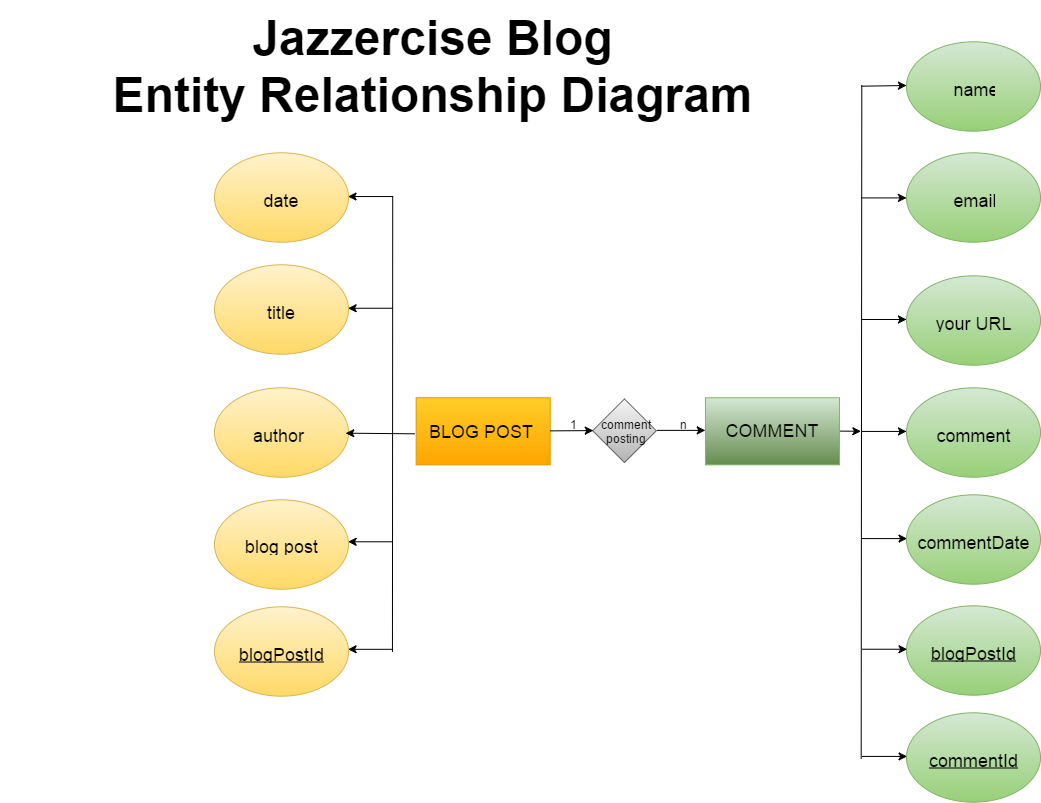 Jazzercise Blog
Entity Relationship Diagram
date
title
author
blog post
blogPostId
BLOG POST
1
comment
posting
n
COMMENT
name
email
your URL
comment
commentDate
blogPostId
commentId